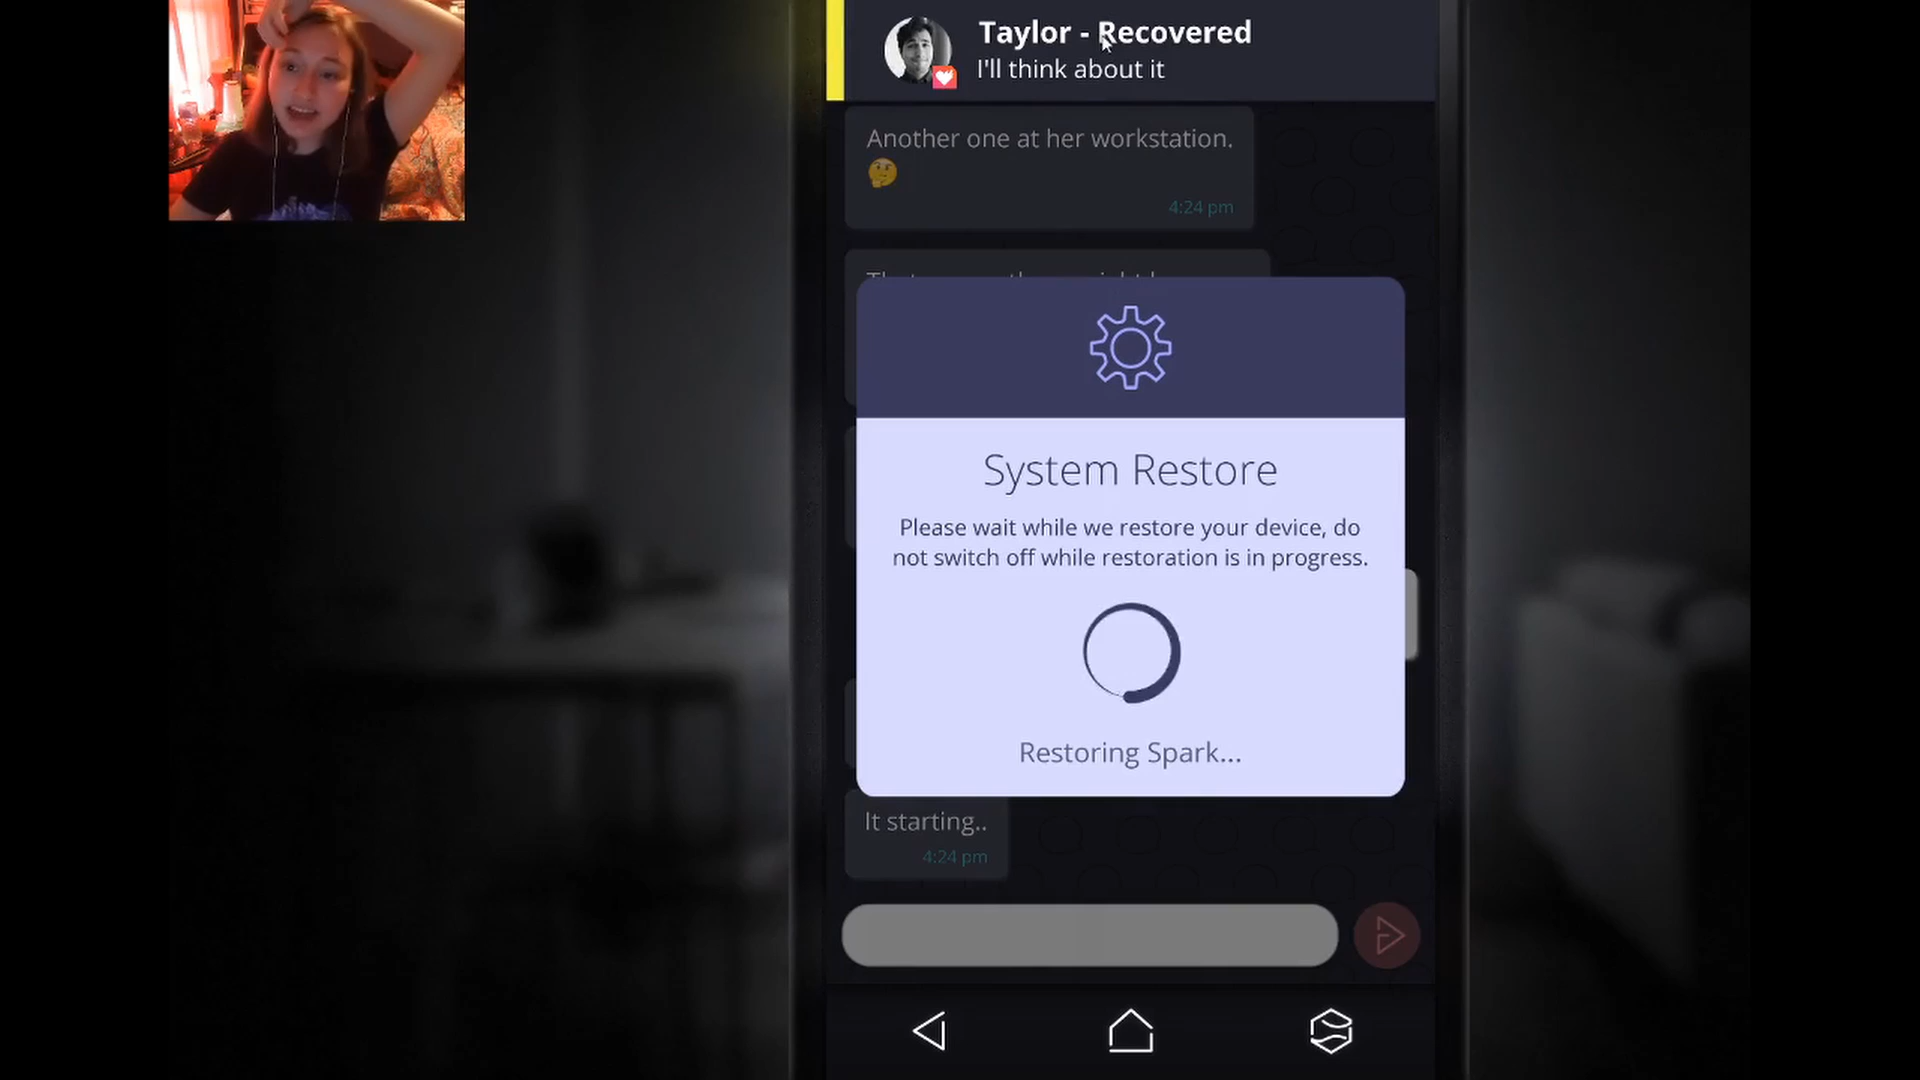 Taylor - Recovered
I'll think about it
Another one at her workstation.
🤔
4:24 pm
System Restore
Please wait while we restore your device, do
not switch off while restoration is in progress.
Restoring Spark...
It starting..
4:24 pm